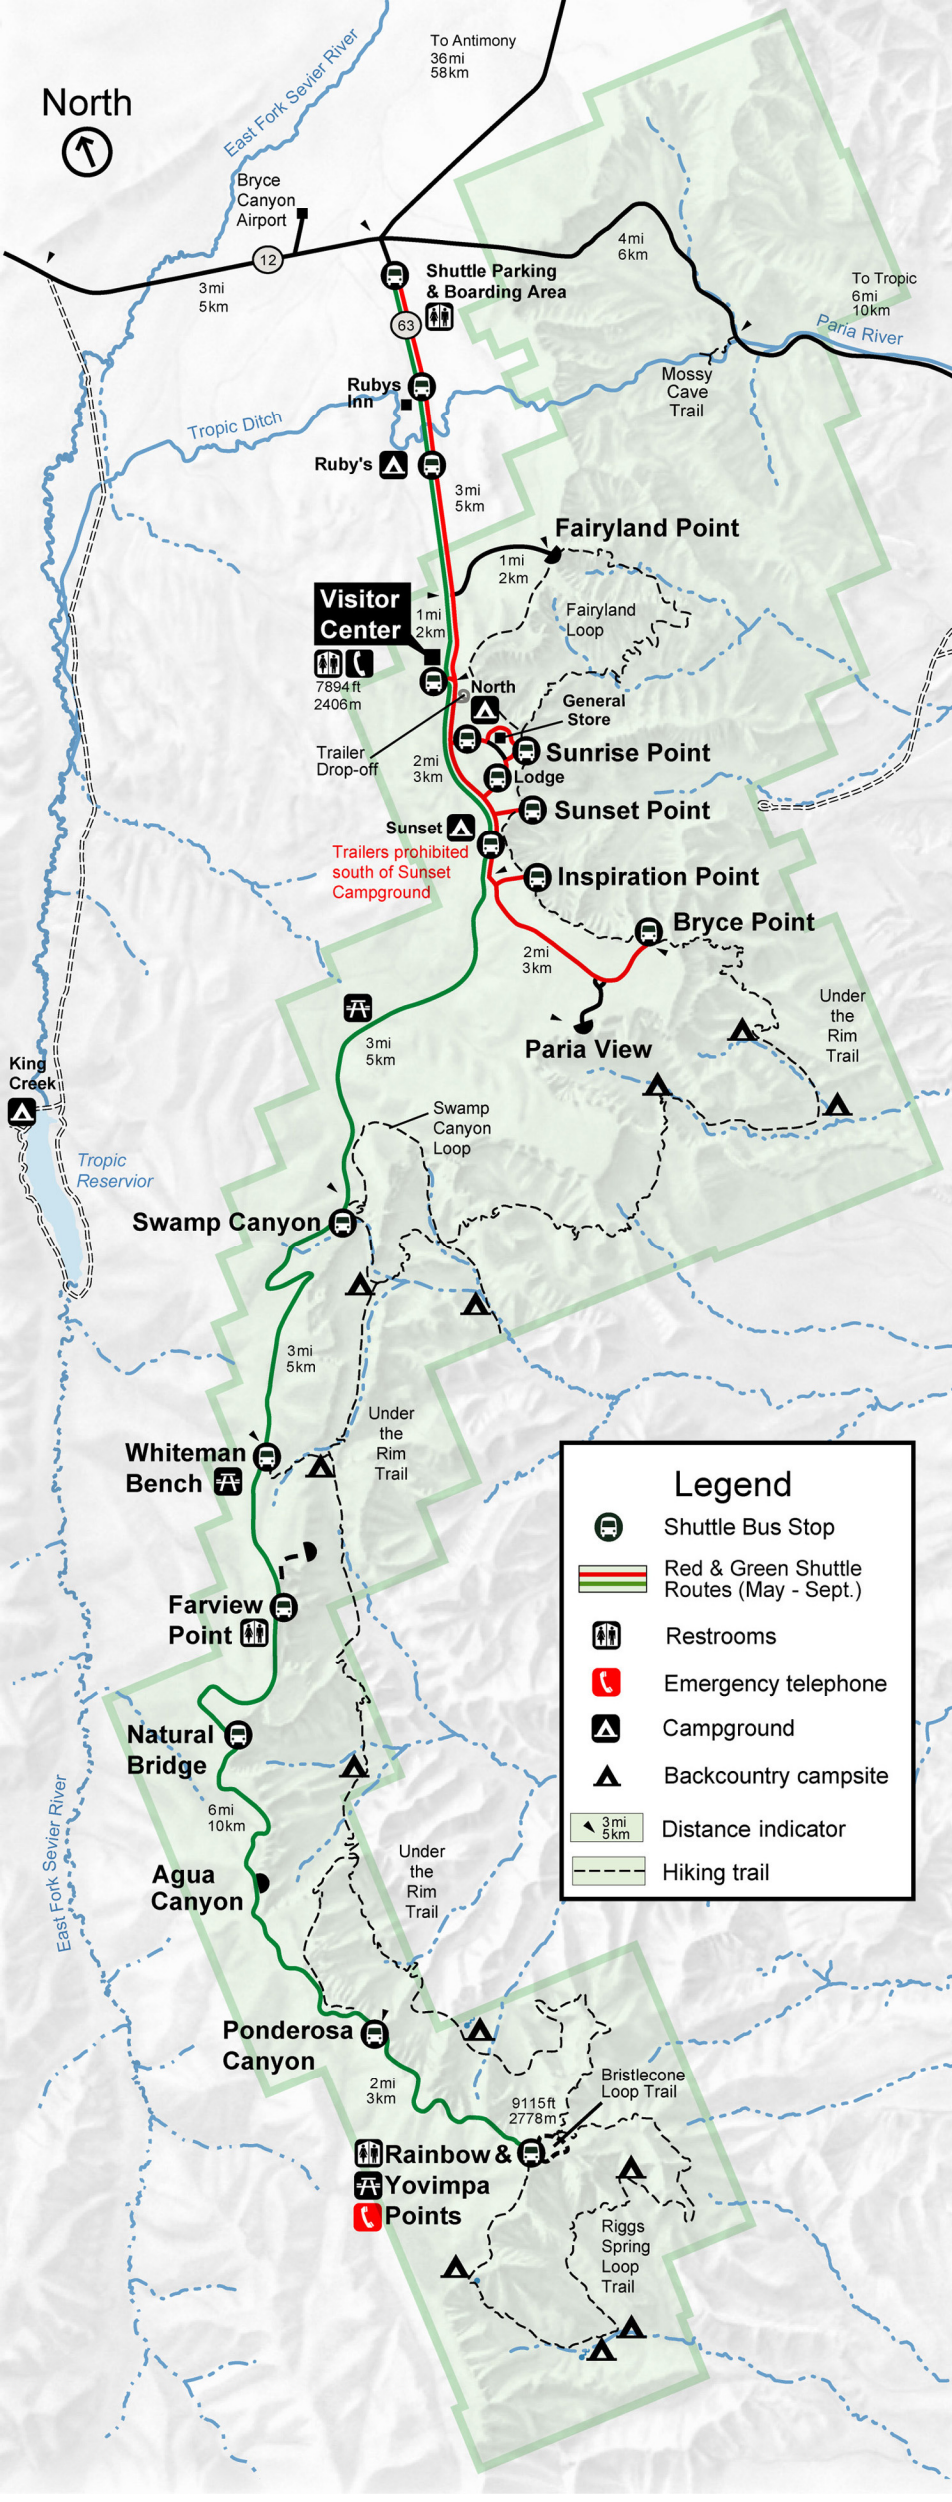 To Antimony
36mi
58km
North
East Fork Sevier River
Bryce
Canyon
Airport
12
3mi
5km
4mi
6km
Shuttle Parking
& Boarding Area
To Tropic
6mi
10km
63
Paria River
Rubys
Inn
Mossy
Cave
Trail
Tropic Ditch
Ruby's
3mi
5km
Fairyland Point
1mi
2km
Visitor
Center
1mi
2km
Fairyland
Loop
7894ft
2406m
North
General
Store
Trailer
Drop-off
2mi
3km
Sunrise Point
Lodge
Sunset Point
Sunset
Trailers prohibited
south of Sunset
Campground
Inspiration Point
Bryce Point
2mi
3km
Under
the
Rim
Trail
Paria View
3mi
5km
King
Creek
Swamp
Canyon
Loop
Tropic
Reservior
Swamp Canyon
3mi
5km
Under
the
Rim
Trail
Whiteman
Bench
Legend
Shuttle Bus Stop
Red & Green Shuttle
Routes (May - Sept.)
Restrooms
Emergency telephone
Campground
Backcountry campsite
3mi
5km
Distance indicator
Hiking trail
Farview
Point
Natural
Bridge
6mi
10km
East Fork Sevier River
Agua
Canyon
Under
the
Rim
Trail
Ponderosa
Canyon
2mi
3km
9115ft
2778m
Bristlecone
Loop Trail
Rainbow &
Yovimpa
Points
Riggs
Spring
Loop
Trail